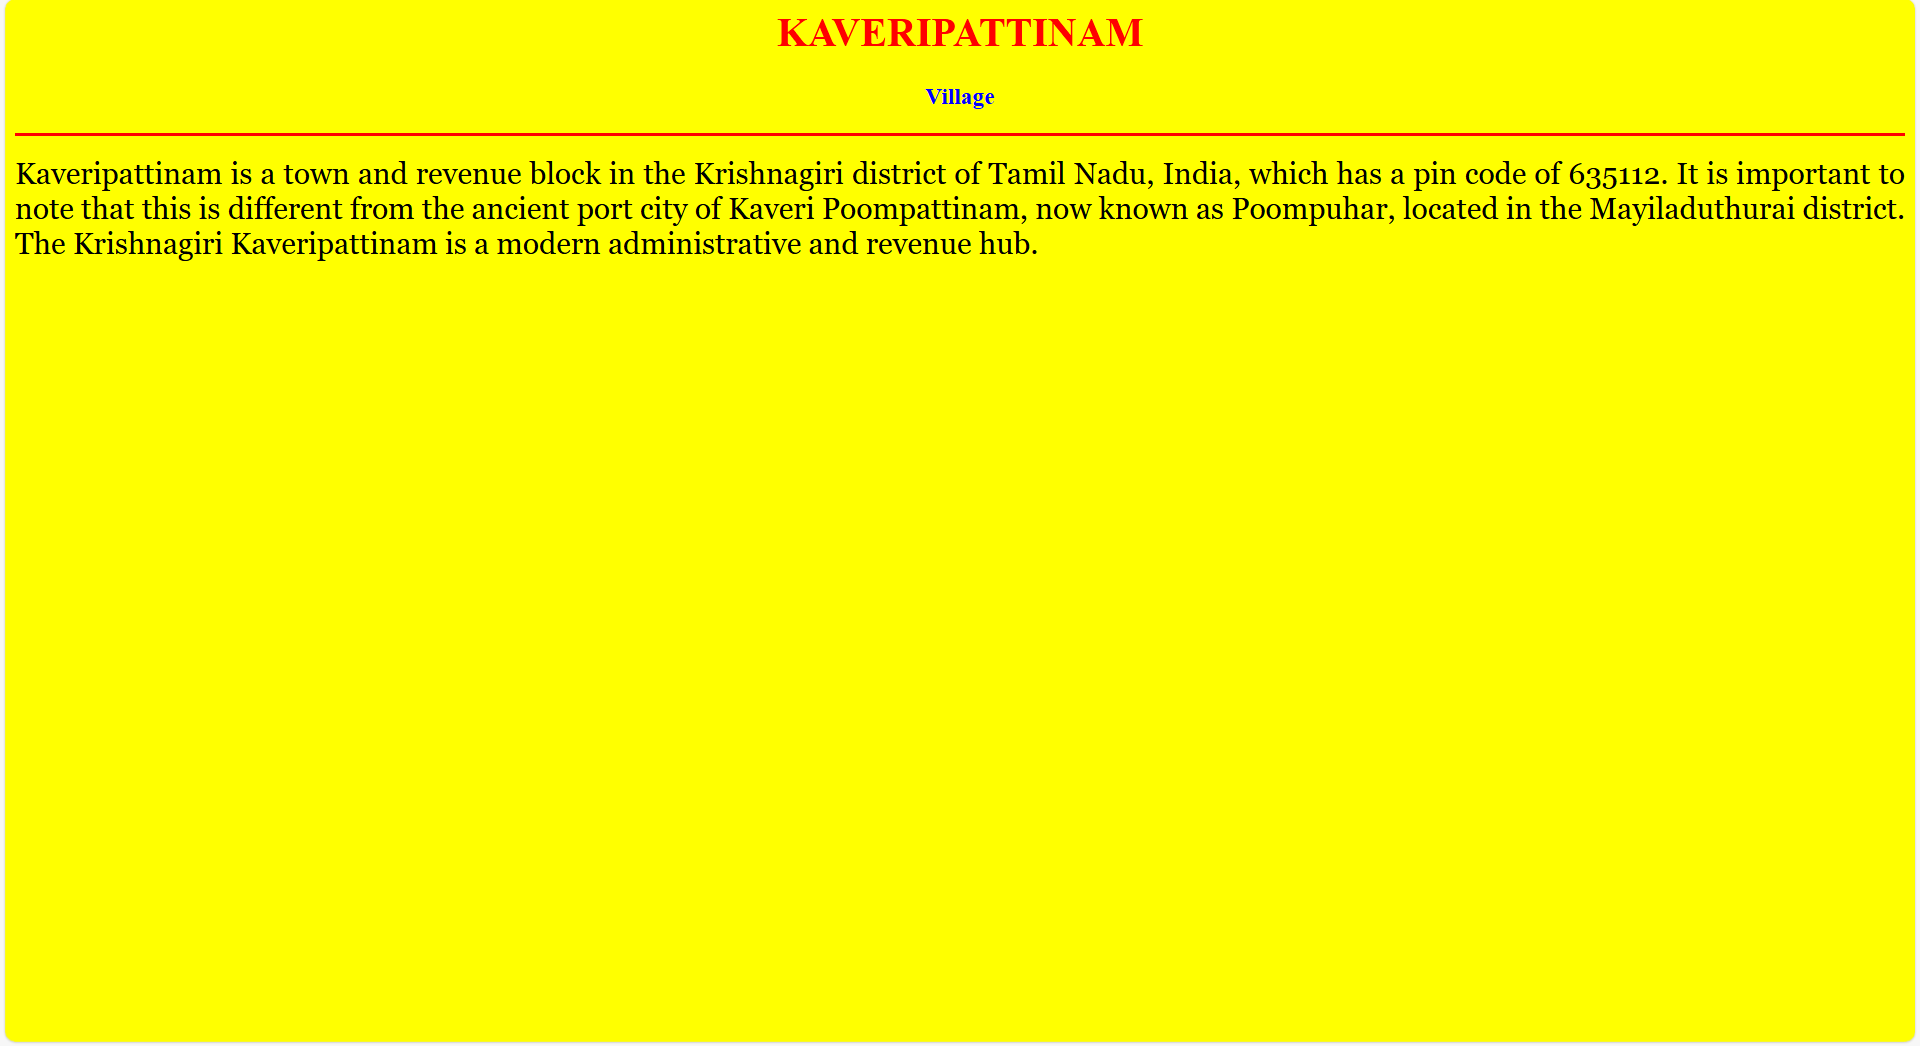 KAVERIPATTINAM
Village
Kaveripattinam is a town and revenue block in the Krishnagiri district of Tamil Nadu, India, which has a pin code of 635112. It is important to
note that this is different from the ancient port city of Kaveri Poompattinam, now known as Poompuhar, located in the Mayiladuthurai district.
The Krishnagiri Kaveripattinam is a modern administrative and revenue hub.